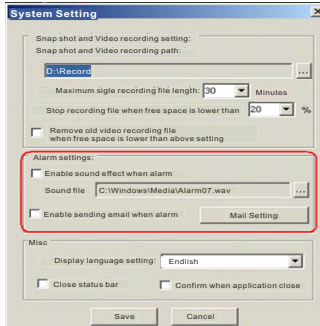 System Setting
Snap shot and Video recording setting:
Snap shot and Video recording path:
D:\Record
...
Maximum sigle recording file length: 30 Minutes
Stop recording file when free space is lower than 20 %
Remove old video recording file
when free space is lower than above setting
Alarm settings:
Enable sound effect when alarm
Sound file C:\Windows\Media\Alarm07.wav ...
Enable sending email when alarm Mail Setting
Misc
Display language setting: Endlish
Close status bar Confirm when application close
Save Cancel